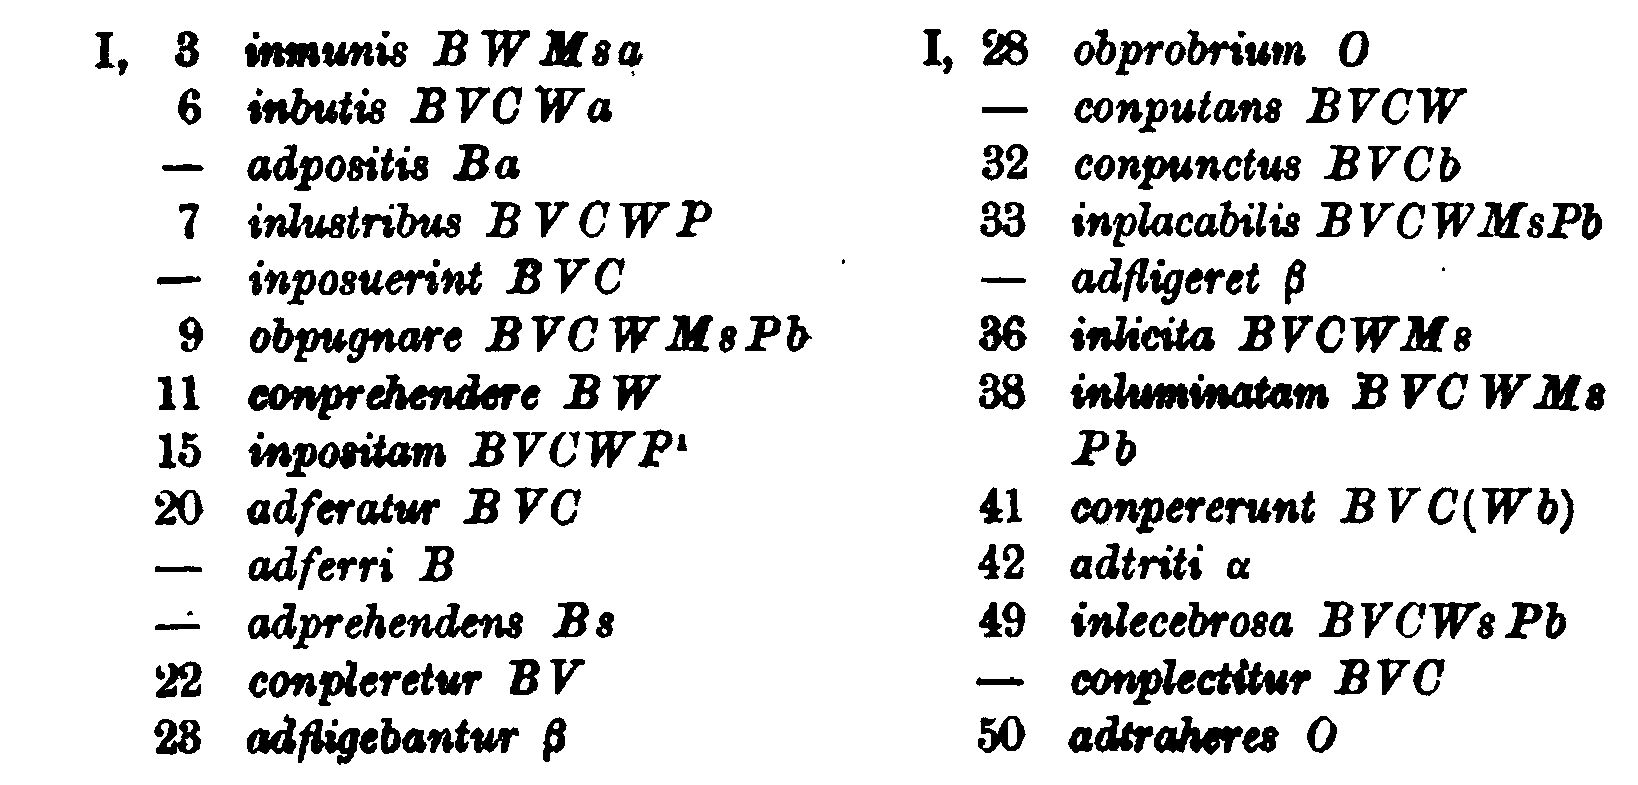 I, 3 inmunis B W M s a
6 inbutis B V C W a
— adpositis B a
7 inlustribus B V C W P
— inposuerint B V C
9 obpugnare B V C W M s P b
11 conprehendere B W
15 inpositam B V C W P¹
20 adferatur B V C
— adferri B
— adprehendens B s
22 conpleretur B V
23 adfligebantur β
I, 28 obprobrium O
— conputans B V C W
32 conpunctus B V C b
33 inplacabilis B V C W M s P b
— adfligeret β
36 inlicita B V C W M s
38 inluminatam B V C W M s
P b
41 conpererunt B V C (W b)
42 adtriti α
49 inlecebrosa B V C W s P b
— conplectitur B V C
50 adtraheres O